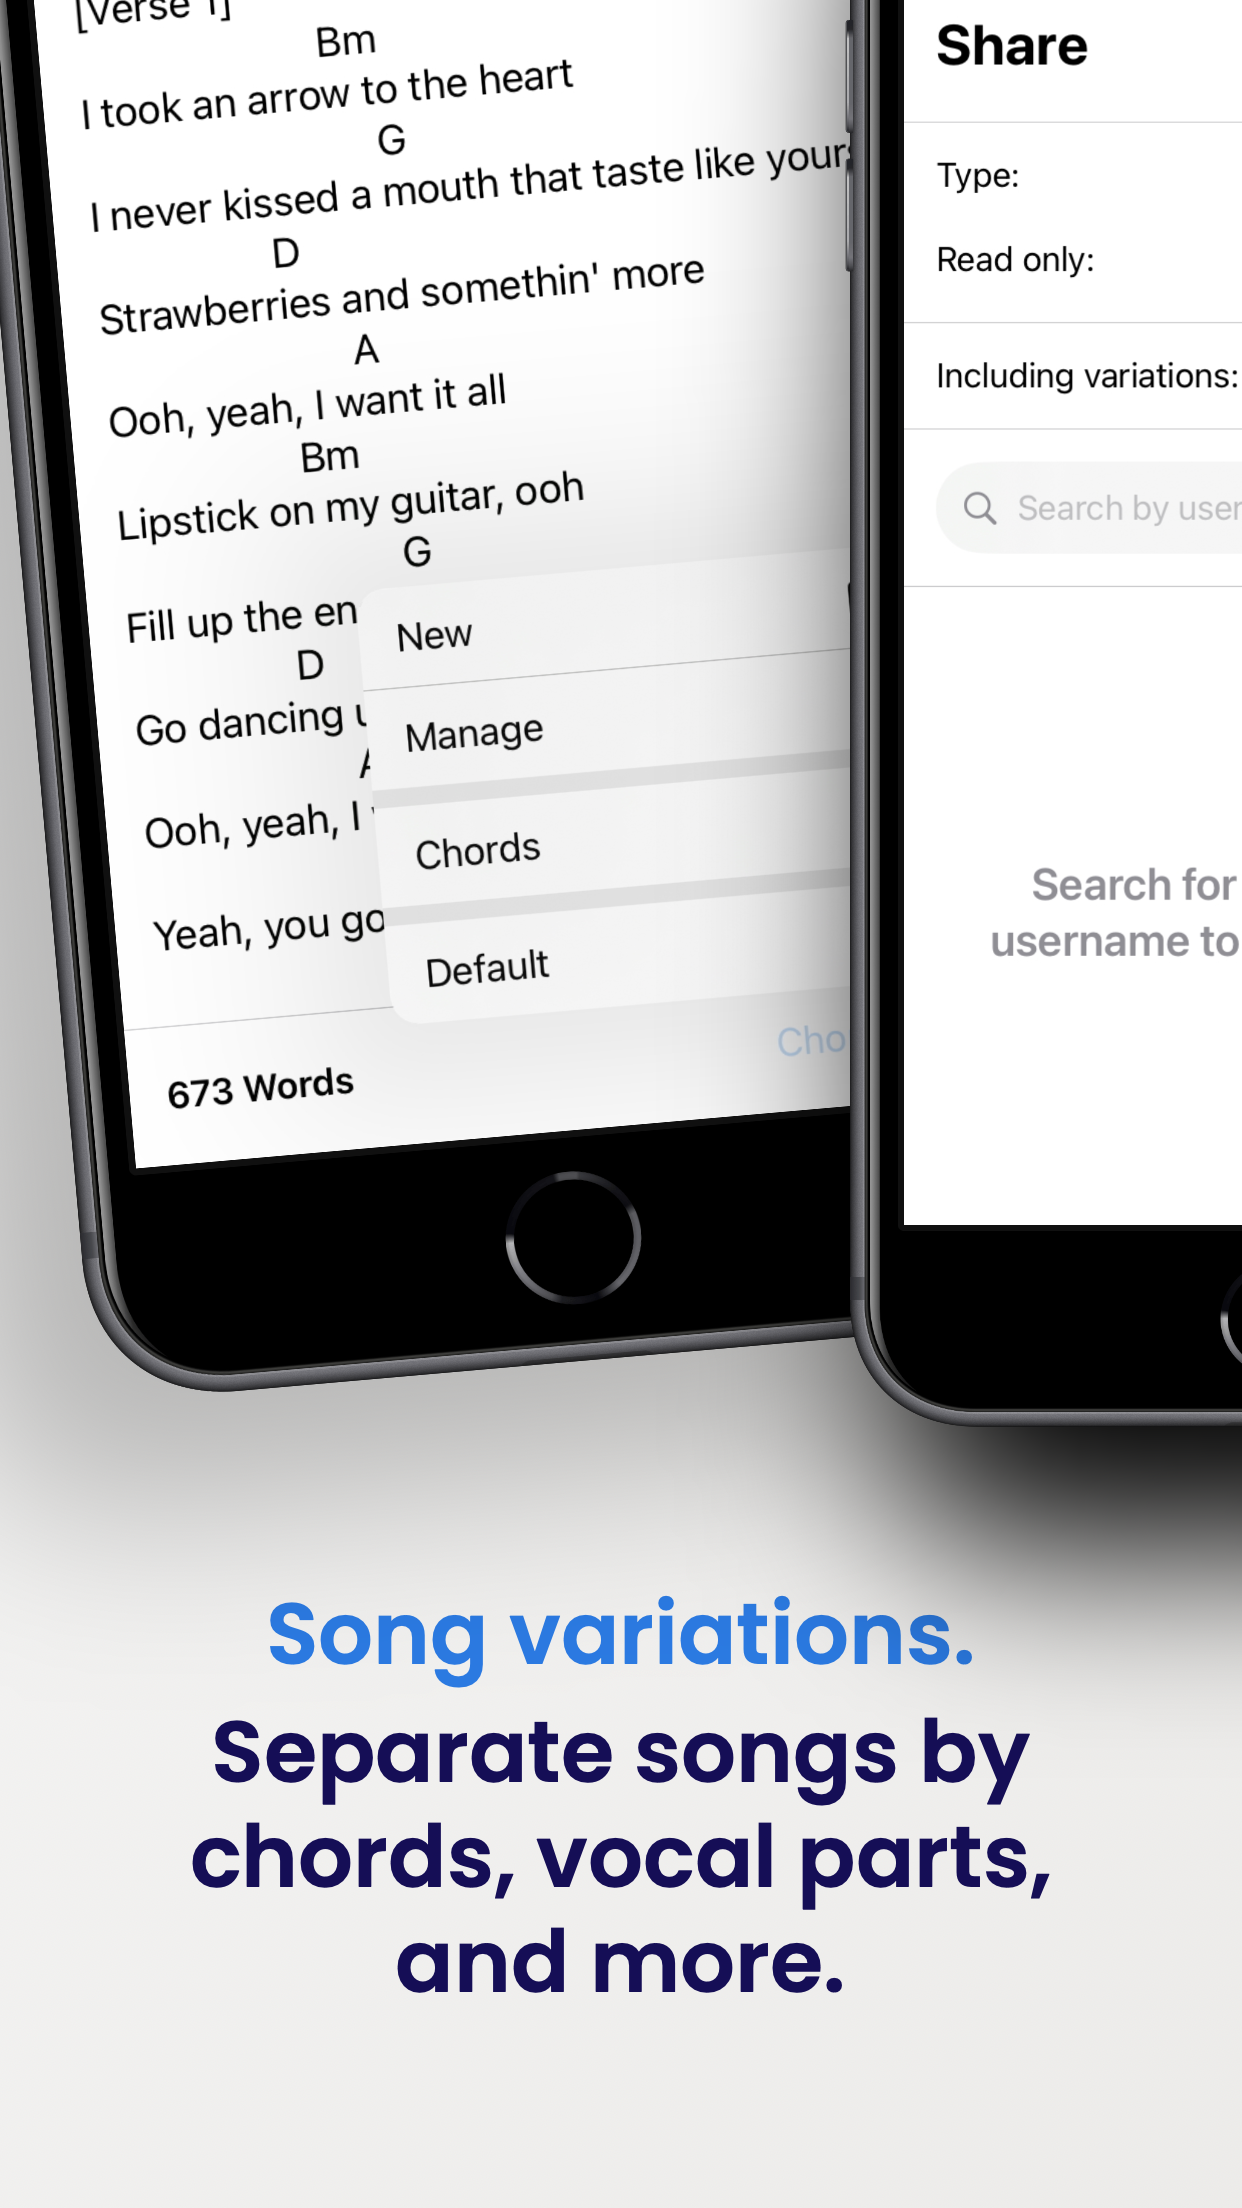 [Verse 1]
Bm
I took an arrow to the heart
G
I never kissed a mouth that taste like yours
D
Strawberries and somethin' more
A
Ooh, yeah, I want it all
Bm
Lipstick on my guitar, ooh
G
Fill up the en
D
Go dancing
A
Ooh, yeah, I
Yeah, you go
New
Manage
Chords
Default
673 Words
Cho
Share
Type:
Read only:
Including variations:
Search by user
Search for
username to
Song variations.
Separate songs by
chords, vocal parts,
and more.